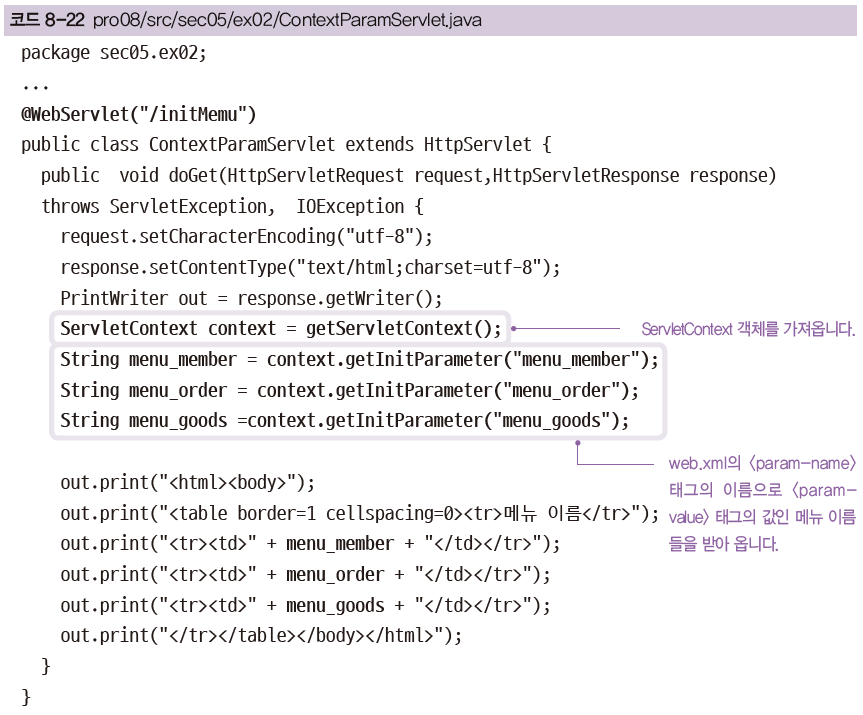 코드 8-22 pro08/src/sec05/ex02/ContextParamServlet.java
package sec05.ex02;
...
@WebServlet("/initMemu")
public class ContextParamServlet extends HttpServlet {
public  void doGet(HttpServletRequest request,HttpServletResponse response)
throws ServletException,  IOException {
request.setCharacterEncoding("utf-8");
response.setContentType("text/html;charset=utf-8");
PrintWriter out = response.getWriter();
ServletContext context = getServletContext();
ServletContext 객체를 가져옵니다.
String menu_member = context.getInitParameter("menu_member");
String menu_order = context.getInitParameter("menu_order");
String menu_goods =context.getInitParameter("menu_goods");
web.xml의 〈param-name〉
태그의 이름으로 〈param-
value〉 태그의 값인 메뉴 이름
들을 받아 옵니다.
out.print("<html><body>");
out.print("<table border=1 cellspacing=0><tr>메뉴 이름</tr>");
out.print("<tr><td>" + menu_member + "</td></tr>");
out.print("<tr><td>" + menu_order + "</td></tr>");
out.print("<tr><td>" + menu_goods + "</td></tr>");
out.print("</tr></table></body></html>");
}
}